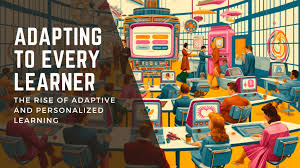 ADAPTING
TO EVERY
LEARNER
THE RISE OF ADAPTIVE
AND PERSONALIZED
LEARNING